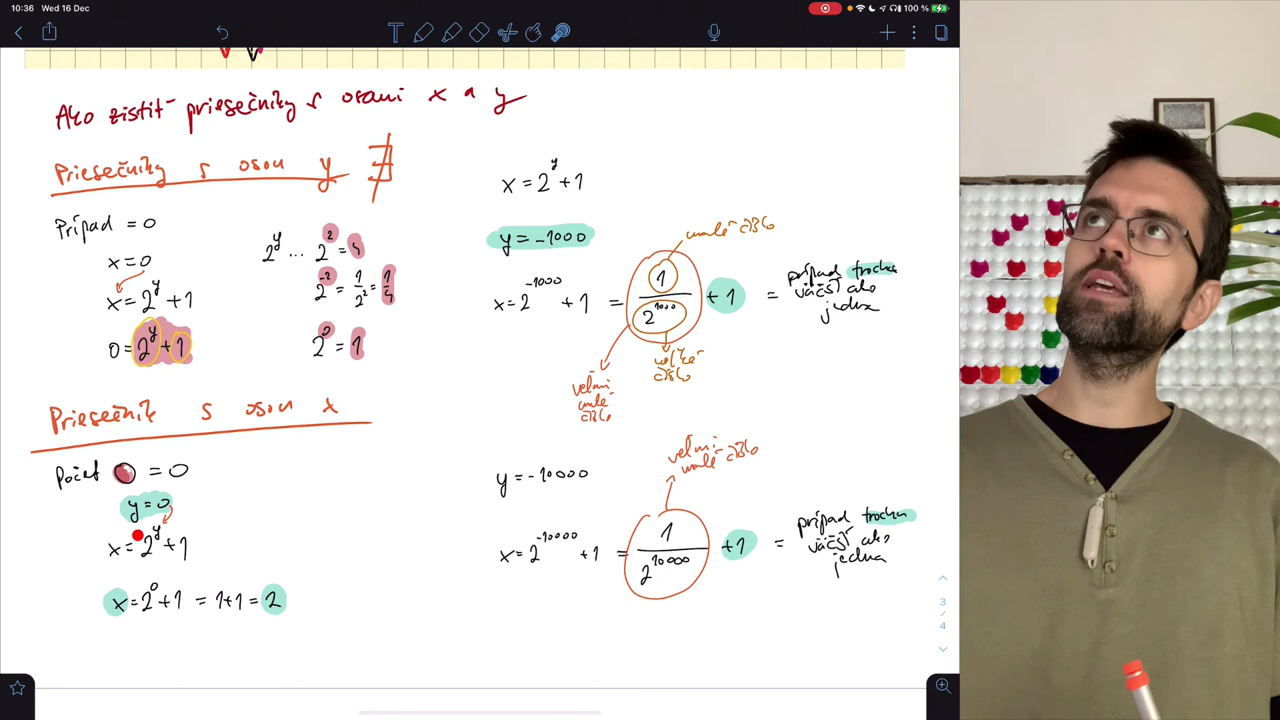 10:36 Wed 16 Dec
100 %
Ako zistiť priesečníky s osami x a y
Priesečníky s osou y ∄
Prípad = 0
x=0
x=2^y+1
0=2^y+1
2^y ... 2^2 = 4
2^-2 = 1/2^2 = 1/4
2^0 = 1
x=2^y+1
y=-1000
x=2^-1000 +1 = 1/2^1000 +1 = prípad trocha
väčší ako
jedna
malé číslo
veľké
číslo
veľmi
malé
číslo
Priesečník s osou x
Počet = 0
y=0
x=2^y+1
x=2^0+1 = 1+1 = 2
y=-10000
veľmi
malé číslo
x=2^-10000 +1 = 1/2^10000 +1 = prípad trocha
väčší ako
jedna
3
/
4